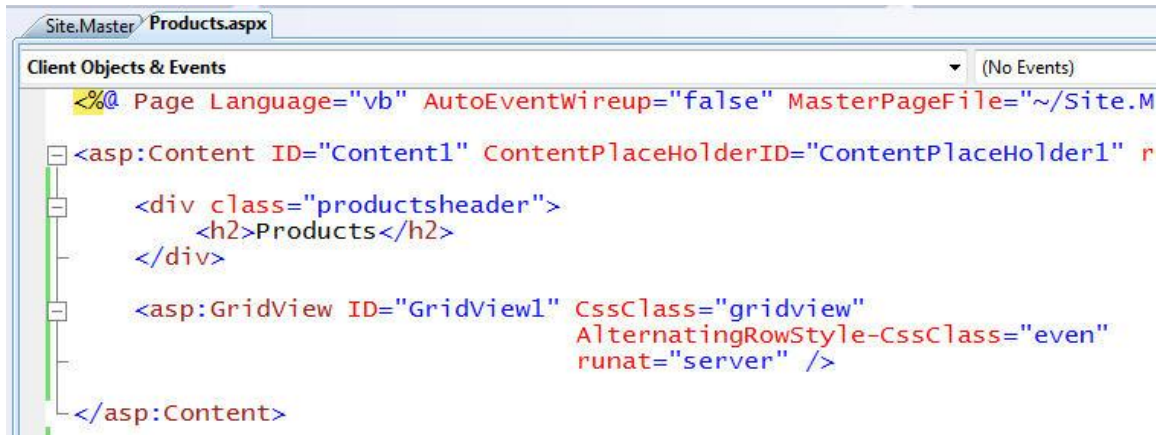 Site.Master Products.aspx
Client Objects & Events (No Events)
<%@ Page Language="vb" AutoEventWireup="false" MasterPageFile="~/Site.M
<asp:Content ID="Content1" ContentPlaceHolderID="ContentPlaceHolder1" r
<div class="productsheader">
<h2>Products</h2>
</div>
<asp:GridView ID="GridView1" CssClass="gridview"
AlternatingRowStyle-CssClass="even"
runat="server" />
</asp:Content>